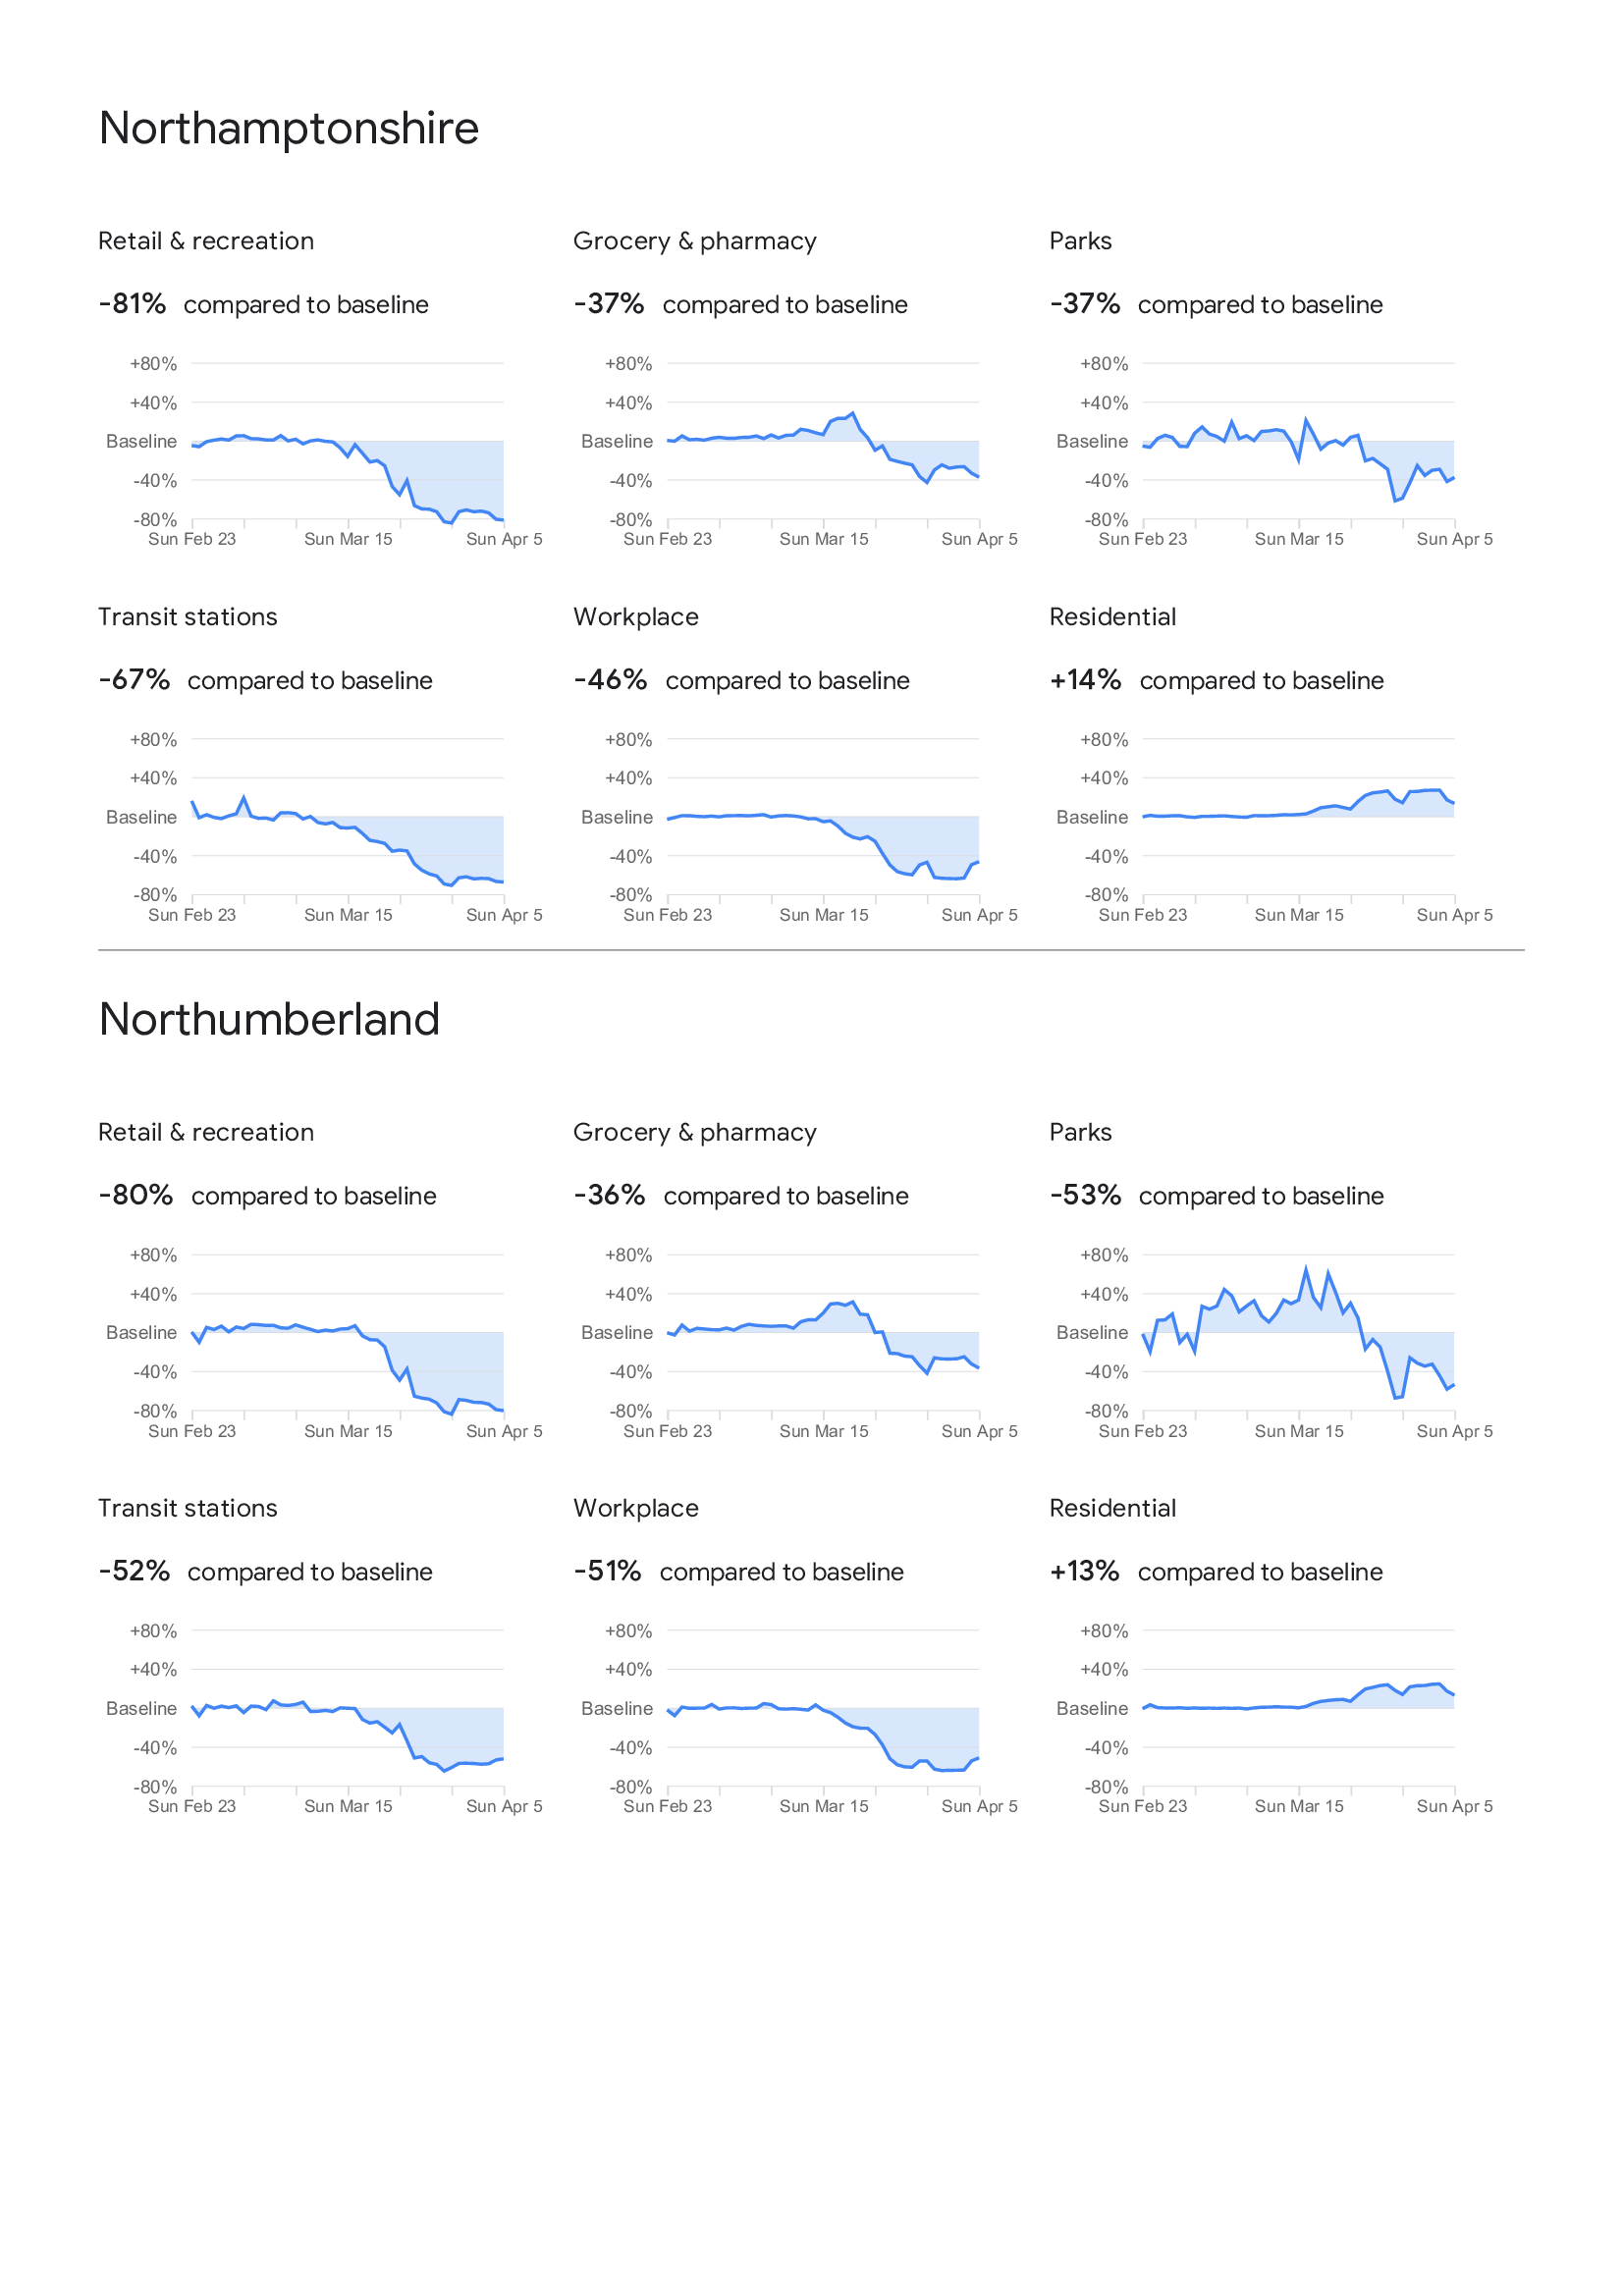 Northamptonshire
Retail & recreation
-81% compared to baseline
+80%
+40%
Baseline
-40%
-80%
Sun Feb 23 Sun Mar 15 Sun Apr 5
Grocery & pharmacy
-37% compared to baseline
+80%
+40%
Baseline
-40%
-80%
Sun Feb 23 Sun Mar 15 Sun Apr 5
Parks
-37% compared to baseline
+80%
+40%
Baseline
-40%
-80%
Sun Feb 23 Sun Mar 15 Sun Apr 5
Transit stations
-67% compared to baseline
+80%
+40%
Baseline
-40%
-80%
Sun Feb 23 Sun Mar 15 Sun Apr 5
Workplace
-46% compared to baseline
+80%
+40%
Baseline
-40%
-80%
Sun Feb 23 Sun Mar 15 Sun Apr 5
Residential
+14% compared to baseline
+80%
+40%
Baseline
-40%
-80%
Sun Feb 23 Sun Mar 15 Sun Apr 5
Northumberland
Retail & recreation
-80% compared to baseline
+80%
+40%
Baseline
-40%
-80%
Sun Feb 23 Sun Mar 15 Sun Apr 5
Grocery & pharmacy
-36% compared to baseline
+80%
+40%
Baseline
-40%
-80%
Sun Feb 23 Sun Mar 15 Sun Apr 5
Parks
-53% compared to baseline
+80%
+40%
Baseline
-40%
-80%
Sun Feb 23 Sun Mar 15 Sun Apr 5
Transit stations
-52% compared to baseline
+80%
+40%
Baseline
-40%
-80%
Sun Feb 23 Sun Mar 15 Sun Apr 5
Workplace
-51% compared to baseline
+80%
+40%
Baseline
-40%
-80%
Sun Feb 23 Sun Mar 15 Sun Apr 5
Residential
+13% compared to baseline
+80%
+40%
Baseline
-40%
-80%
Sun Feb 23 Sun Mar 15 Sun Apr 5